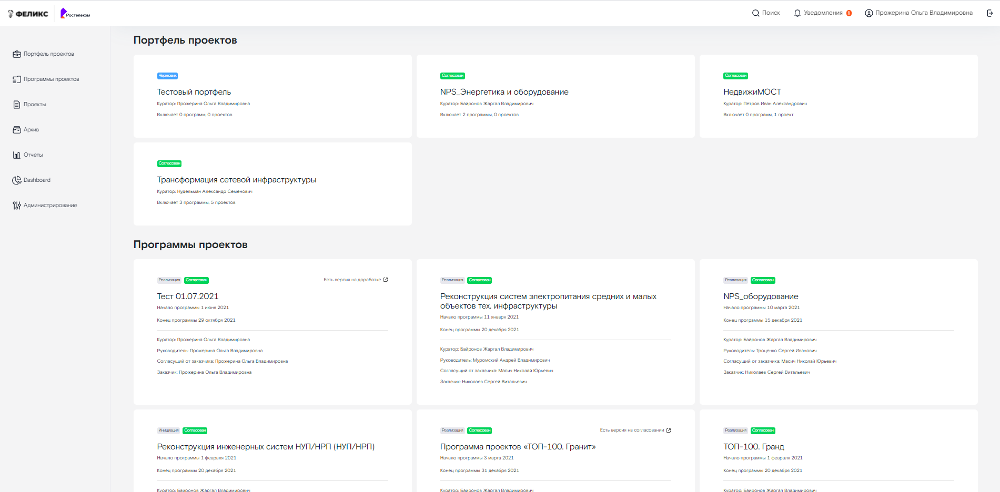 ФЕЛИКС
Ростелеком
Поиск
Уведомления 1
Прожерина Ольга Владимировна
Портфель проектов
Программы проектов
Проекты
Архив
Отчеты
Dashboard
Администрирование
Портфель проектов
Черновик
Тестовый портфель
Куратор: Прожерина Ольга Владимировна
Включает 0 программ, 0 проектов
Согласован
NPS_Энергетика и оборудование
Куратор: Байронов Жаргал Владимирович
Включает 2 программы, 0 проектов
Согласован
НедвижиМОСТ
Куратор: Петров Иван Александрович
Включает 0 программ, 1 проект
Согласован
Трансформация сетевой инфраструктуры
Куратор: Нудельман Александр Семенович
Включает 3 программы, 5 проектов
Программы проектов
Реализация Согласован Есть версия на доработке
Тест 01.07.2021
Начало программы 1 июня 2021
Конец программы 29 октября 2021
Куратор: Прожерина Ольга Владимировна
Руководитель: Прожерина Ольга Владимировна
Согласущий от заказчика: Прожерина Ольга Владимировна
Заказчик: Прожерина Ольга Владимировна
Реализация Согласован
Реконструкция систем электропитания средних и малых
объектов тех. инфраструктуры
Начало программы 11 января 2021
Конец программы 20 декабря 2021
Куратор: Байронов Жаргал Владимирович
Руководитель: Муромский Андрей Владимирович
Согласущий от заказчика: Масич Николай Юрьевич
Заказчик: Николаев Сергей Витальевич
Реализация Согласован
NPS_оборудование
Начало программы 10 марта 2021
Конец программы 15 декабря 2021
Куратор: Байронов Жаргал Владимирович
Руководитель: Троценко Сергей Иванович
Согласущий от заказчика: Масич Николай Юрьевич
Заказчик: Николаев Сергей Витальевич
Инициация Согласован
Реконструкция инженерных систем НУП/НРП (НУП/НРП)
Начало программы 1 февраля 2021
Конец программы 20 декабря 2021
Куратор: Байронов Жаргал Владимирович
Реализация Согласован Есть версия на согласовании
Программа проектов «ТОП-100. Гранит»
Начало программы 3 марта 2021
Конец программы 31 декабря 2021
Куратор: Байронов Жаргал Владимирович
Реализация Согласован
ТОП-100. Гранд
Начало программы 1 февраля 2021
Конец программы 20 декабря 2021
Куратор: Байронов Жаргал Владимирович